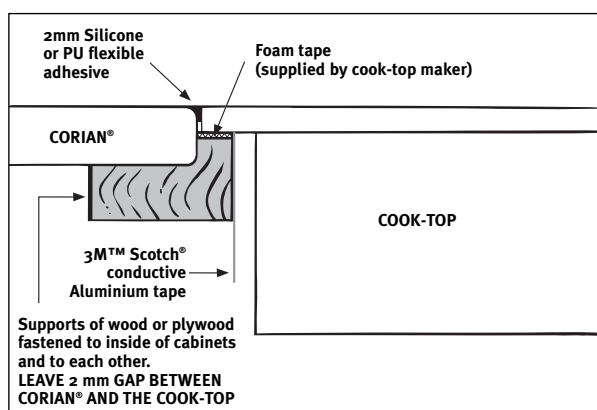 2mm Silicone
or PU flexible
adhesive
Foam tape
(supplied by cook-top maker)
CORIAN®
COOK-TOP
3M™ Scotch®
conductive
Aluminium tape
Supports of wood or plywood
fastened to inside of cabinets
and to each other.
LEAVE 2 mm GAP BETWEEN
CORIAN® AND THE COOK-TOP